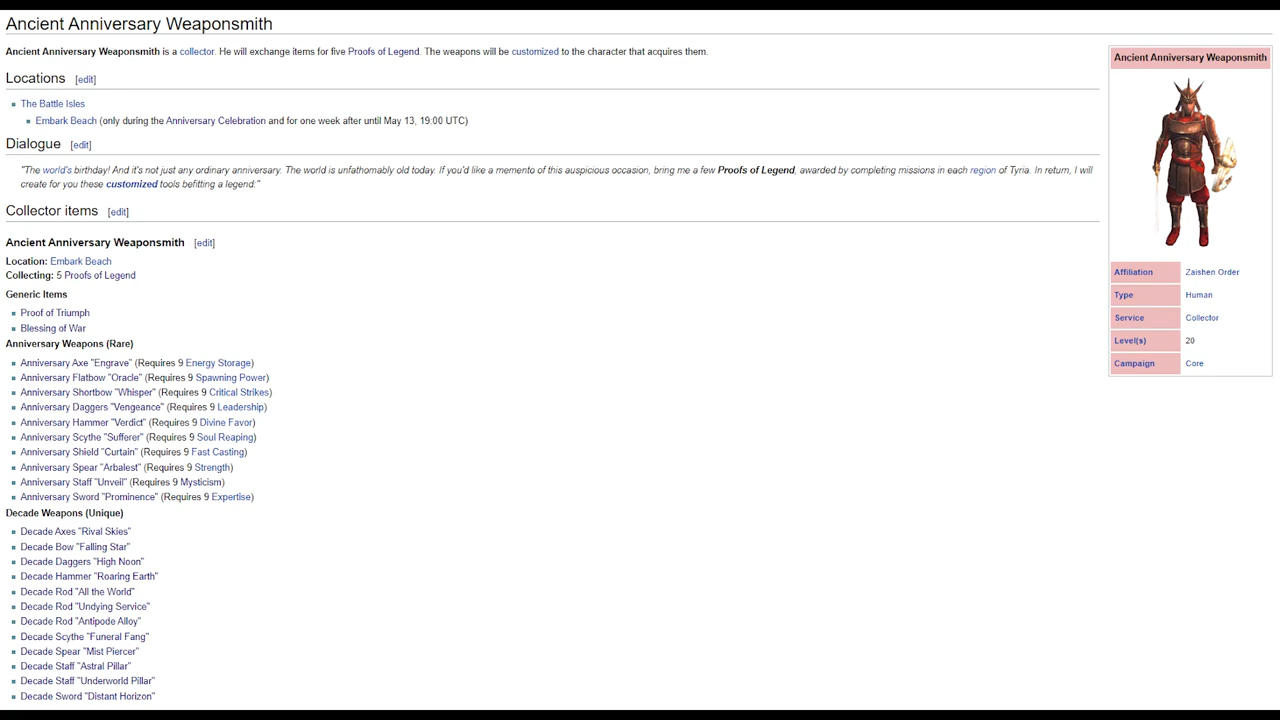 Ancient Anniversary Weaponsmith
Ancient Anniversary Weaponsmith is a collector. He will exchange items for five Proofs of Legend. The weapons will be customized to the character that acquires them.
Locations [edit]
The Battle Isles
Embark Beach (only during the Anniversary Celebration and for one week after until May 13, 19:00 UTC)
Dialogue [edit]
"The world's birthday! And it's not just any ordinary anniversary. The world is unfathomably old today. If you'd like a memento of this auspicious occasion, bring me a few Proofs of Legend, awarded by completing missions in each region of Tyria. In return, I will
create for you these customized tools befitting a legend:"
Collector items [edit]
Ancient Anniversary Weaponsmith [edit]
Location: Embark Beach
Collecting: 5 Proofs of Legend
Generic Items
Proof of Triumph
Blessing of War
Anniversary Weapons (Rare)
Anniversary Axe "Engrave" (Requires 9 Energy Storage)
Anniversary Flatbow "Oracle" (Requires 9 Spawning Power)
Anniversary Shortbow "Whisper" (Requires 9 Critical Strikes)
Anniversary Daggers "Vengeance" (Requires 9 Leadership)
Anniversary Hammer "Verdict" (Requires 9 Divine Favor)
Anniversary Scythe "Sufferer" (Requires 9 Soul Reaping)
Anniversary Shield "Curtain" (Requires 9 Fast Casting)
Anniversary Spear "Arbalest" (Requires 9 Strength)
Anniversary Staff "Unveil" (Requires 9 Mysticism)
Anniversary Sword "Prominence" (Requires 9 Expertise)
Decade Weapons (Unique)
Decade Axes "Rival Skies"
Decade Bow "Falling Star"
Decade Daggers "High Noon"
Decade Hammer "Roaring Earth"
Decade Rod "All the World"
Decade Rod "Undying Service"
Decade Rod "Antipode Alloy"
Decade Scythe "Funeral Fang"
Decade Spear "Mist Piercer"
Decade Staff "Astral Pillar"
Decade Staff "Underworld Pillar"
Decade Sword "Distant Horizon"
Ancient Anniversary Weaponsmith
Affiliation Zaishen Order
Type Human
Service Collector
Level(s) 20
Campaign Core